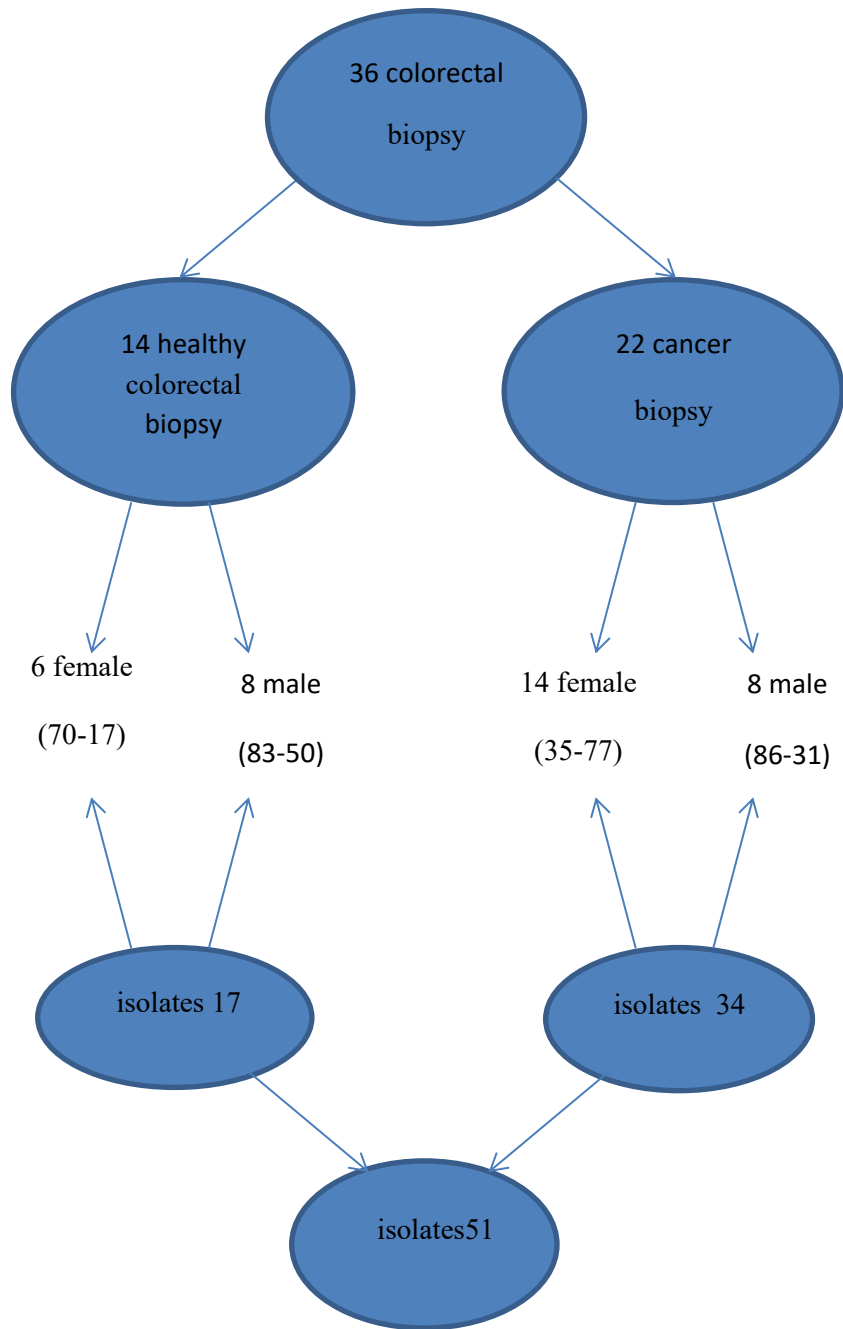 36 colorectal
biopsy
14 healthy
colorectal
biopsy
22 cancer
biopsy
6 female
(70-17)
8 male
(83-50)
14 female
(35-77)
8 male
(86-31)
isolates 17
isolates  34
isolates51